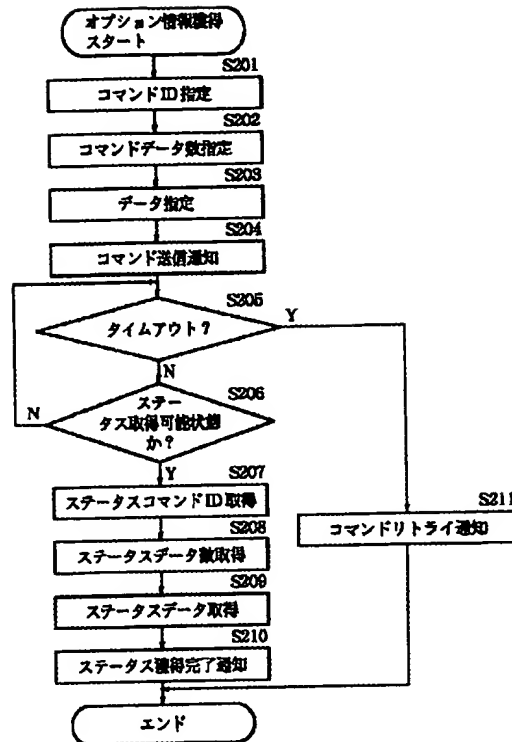 オプション情報獲得
スタート
S201
コマンドID指定
S202
コマンドデータ数指定
S203
データ指定
S204
コマンド送信通知
S205
タイムアウト？
Y
N
S206
ステー
タス取得可能状態
か？
N
Y
S207
ステータスコマンドID取得
S208
ステータスデータ数取得
S209
ステータスデータ取得
S210
ステータス獲得完了通知
S211
コマンドリトライ通知
エンド